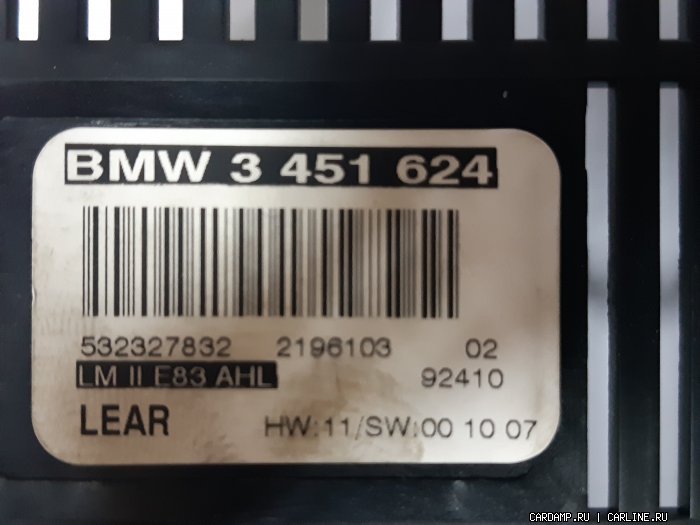 BMW 3 451 624
532327832 2196103 02
LM II E83 AHL 92410
LEAR HW:11/SW:00 10 07
CARDAMP.RU | CARLINE.RU